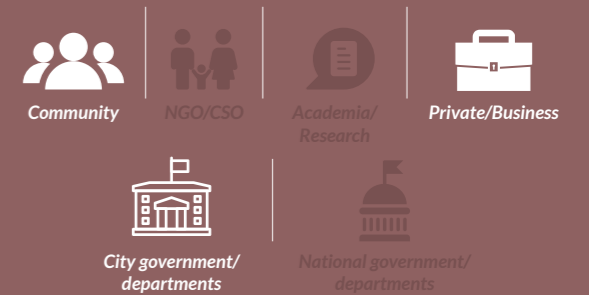 Community
NGO/CSO
Academia/
Research
Private/Business
City government/
departments
National government/
departments